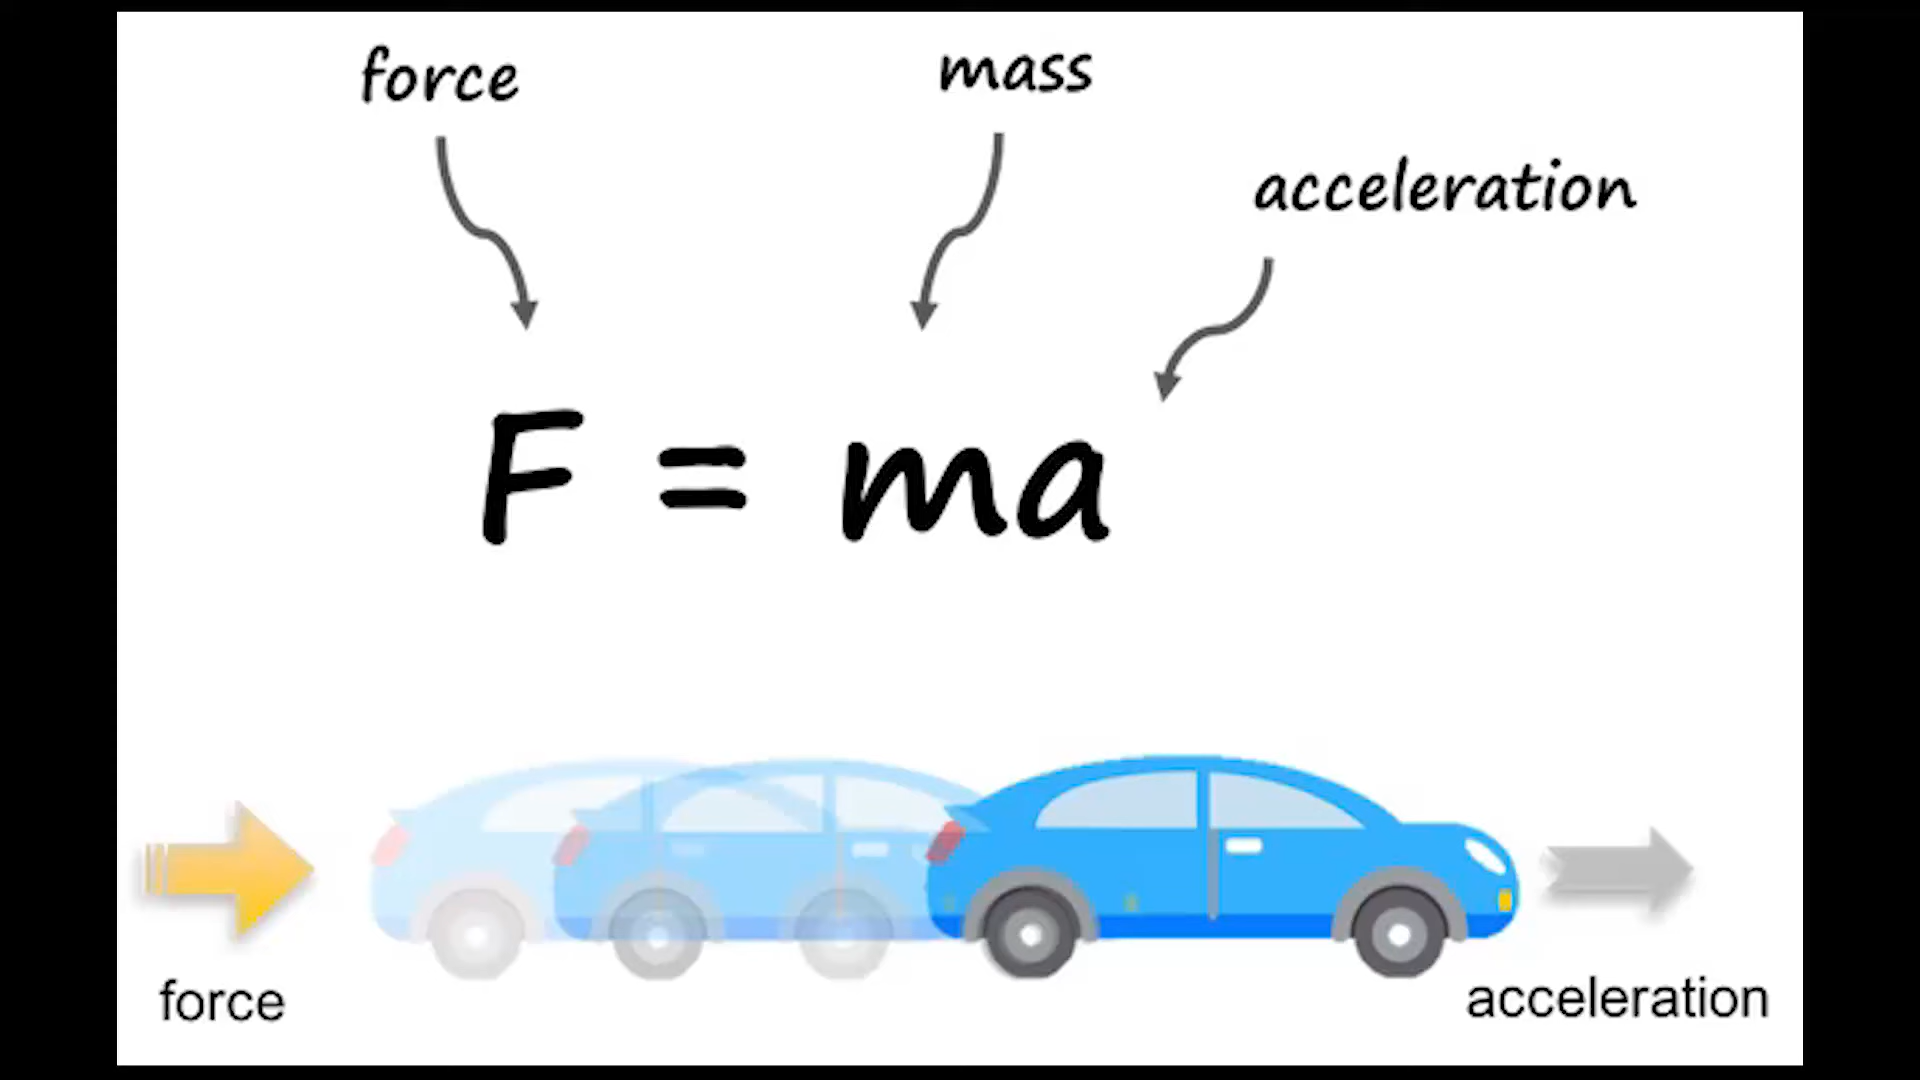 force
mass
acceleration
F = ma
force
acceleration